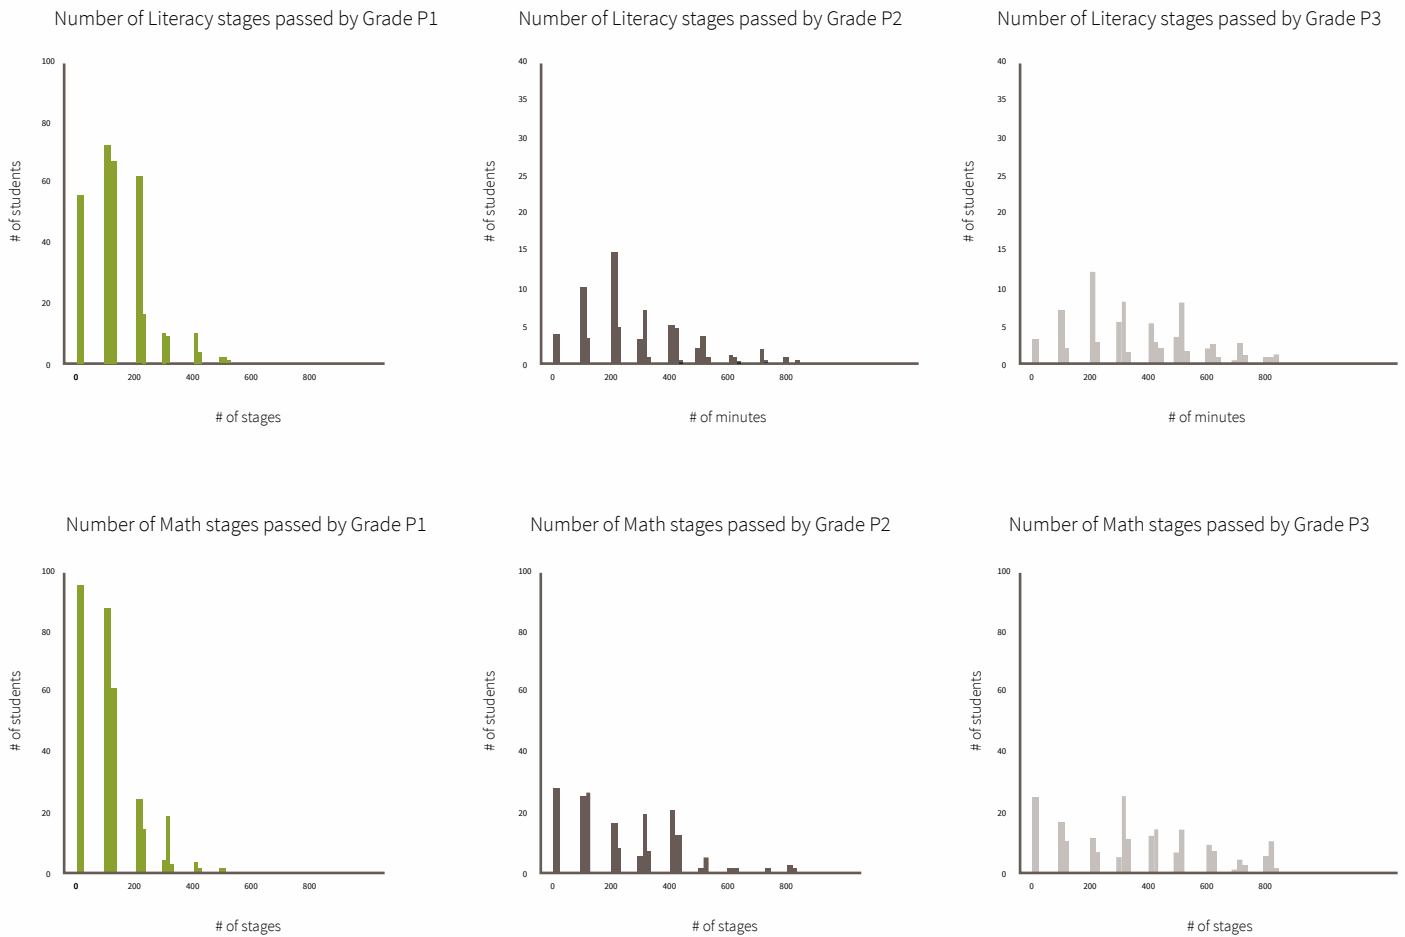 Number of Literacy stages passed by Grade P1
100
80
60
40
20
0
# of students
0 200 400 600 800
# of stages
Number of Literacy stages passed by Grade P2
40
35
30
25
20
15
10
5
0
# of students
0 200 400 600 800
# of minutes
Number of Literacy stages passed by Grade P3
40
35
30
25
20
15
10
5
0
# of students
0 200 400 600 800
# of minutes
Number of Math stages passed by Grade P1
100
80
60
40
20
0
# of students
0 200 400 600 800
# of stages
Number of Math stages passed by Grade P2
100
80
60
40
20
0
# of students
0 200 400 600 800
# of stages
Number of Math stages passed by Grade P3
100
80
60
40
20
0
# of students
0 200 400 600 800
# of stages